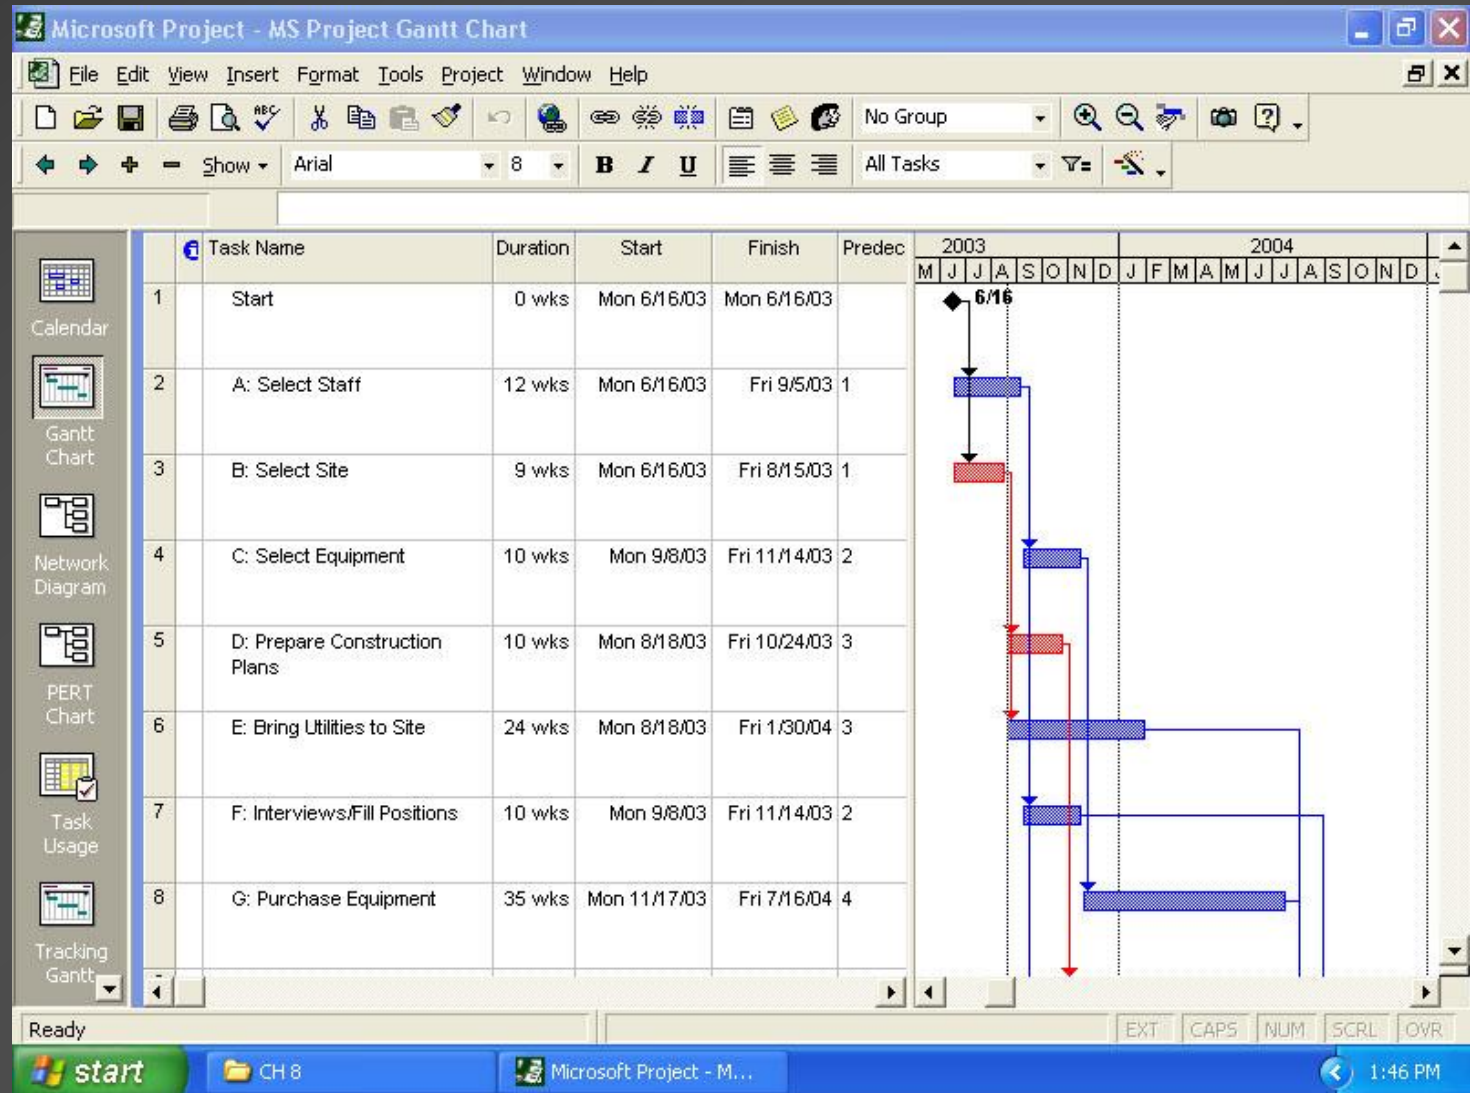 Microsoft Project - MS Project Gantt Chart
File Edit View Insert Format Tools Project Window Help
ABC No Group
Show Arial 8 B I U All Tasks
Task Name Duration Start Finish Predec 2003 2004
M J J A S O N D J F M A M J J A S O N D
1 Start 0 wks Mon 6/16/03 Mon 6/16/03 6/16
Calendar
2 A: Select Staff 12 wks Mon 6/16/03 Fri 9/5/03 1
Gantt
Chart
3 B: Select Site 9 wks Mon 6/16/03 Fri 8/15/03 1
4 C: Select Equipment 10 wks Mon 9/8/03 Fri 11/14/03 2
Network
Diagram
5 D: Prepare Construction 10 wks Mon 8/18/03 Fri 10/24/03 3
Plans
PERT
Chart
6 E: Bring Utilities to Site 24 wks Mon 8/18/03 Fri 1/30/04 3
7 F: Interviews/Fill Positions 10 wks Mon 9/8/03 Fri 11/14/03 2
Task
Usage
8 G: Purchase Equipment 35 wks Mon 11/17/03 Fri 7/16/04 4
Tracking
Gantt
Ready EXT CAPS NUM SCRL OVR
start CH 8 Microsoft Project - M... 1:46 PM